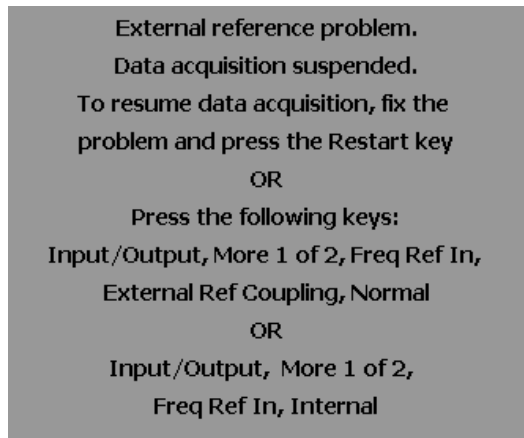 External reference problem.
Data acquisition suspended.
To resume data acquisition, fix the
problem and press the Restart key
OR
Press the following keys:
Input/Output, More 1 of 2, Freq Ref In,
External Ref Coupling, Normal
OR
Input/Output, More 1 of 2,
Freq Ref In, Internal